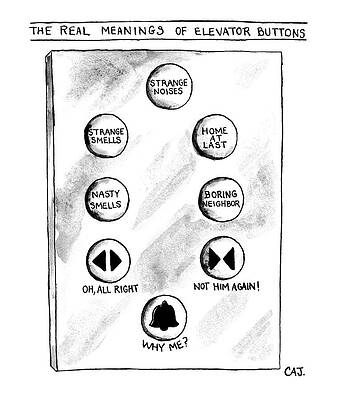 THE REAL MEANINGS OF ELEVATOR BUTTONS
STRANGE
NOISES
STRANGE
SMELLS
HOME
AT
LAST
NASTY
SMELLS
BORING
NEIGHBOR
OH, ALL RIGHT
NOT HIM AGAIN!
WHY ME?
CAJ.